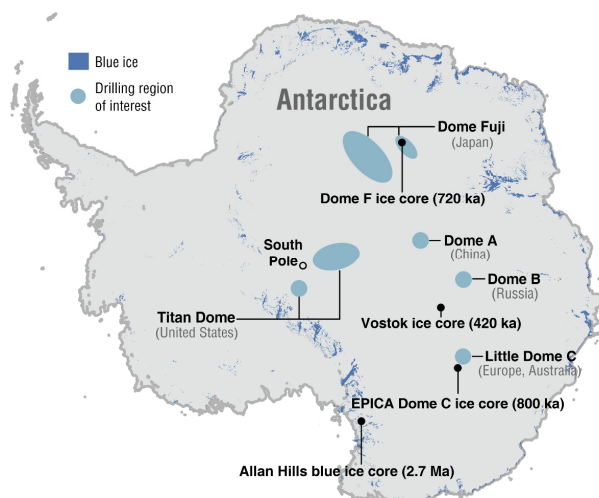 Blue ice
Drilling region
of interest
Antarctica
Dome Fuji
(Japan)
Dome F ice core (720 ka)
South
Pole
Dome A
(China)
Dome B
(Russia)
Titan Dome
(United States)
Vostok ice core (420 ka)
Little Dome C
(Europe, Australia)
EPICA Dome C ice core (800 ka)
Allan Hills blue ice core (2.7 Ma)